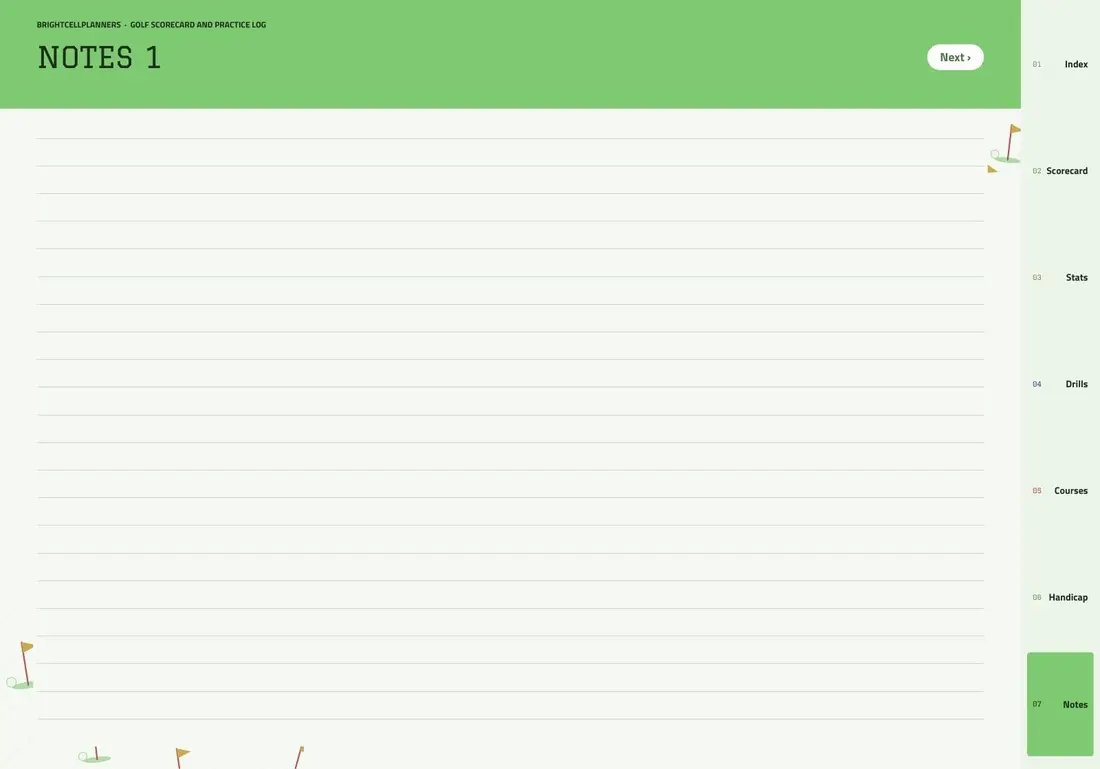 BRIGHTCELLPLANNERS · GOLF SCORECARD AND PRACTICE LOG
NOTES 1
Next ›
01 Index
02 Scorecard
03 Stats
04 Drills
05 Courses
06 Handicap
07 Notes